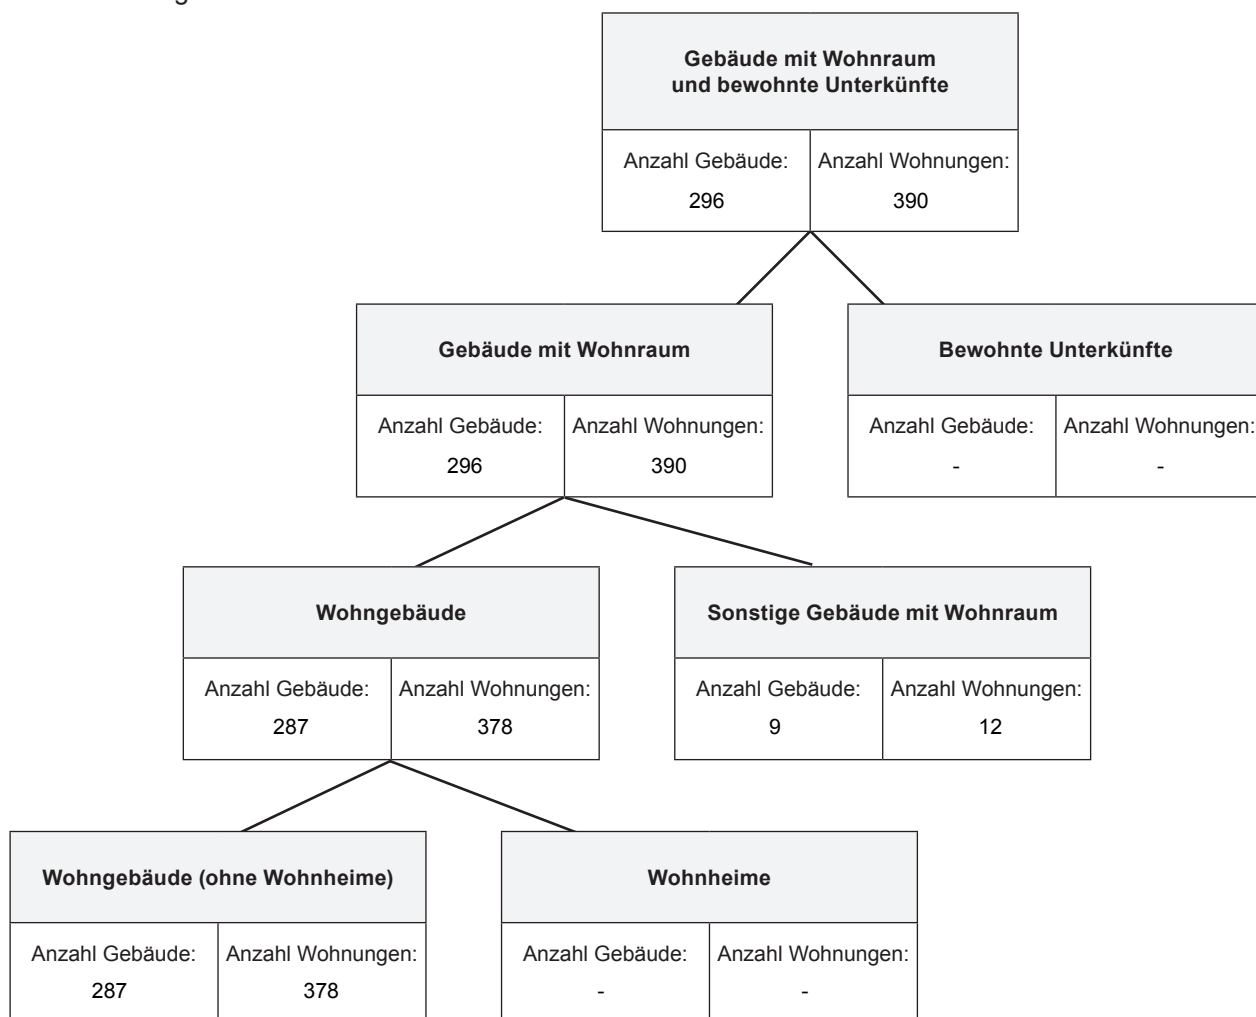 Gebäude mit Wohnraum
und bewohnte Unterkünfte
Anzahl Gebäude: Anzahl Wohnungen:
296 390
Gebäude mit Wohnraum
Bewohnte Unterkünfte
Anzahl Gebäude: Anzahl Wohnungen:
296 390
Anzahl Gebäude: Anzahl Wohnungen:
- -
Wohngebäude
Sonstige Gebäude mit Wohnraum
Anzahl Gebäude: Anzahl Wohnungen:
287 378
Anzahl Gebäude: Anzahl Wohnungen:
9 12
Wohngebäude (ohne Wohnheime)
Wohnheime
Anzahl Gebäude: Anzahl Wohnungen:
287 378
Anzahl Gebäude: Anzahl Wohnungen:
- -